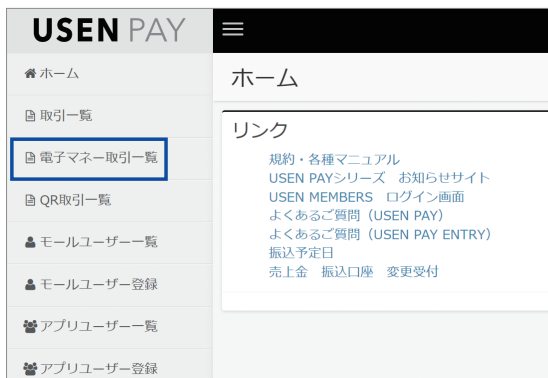 USEN PAY
ホーム
取引一覧
電子マネー取引一覧
QR取引一覧
モールユーザー一覧
モールユーザー登録
アプリユーザー一覧
アプリユーザー登録
ホーム
リンク
規約・各種マニュアル
USEN PAYシリーズ　お知らせサイト
USEN MEMBERS　ログイン画面
よくあるご質問（USEN PAY）
よくあるご質問（USEN PAY ENTRY）
振込予定日
売上金　振込口座　変更受付